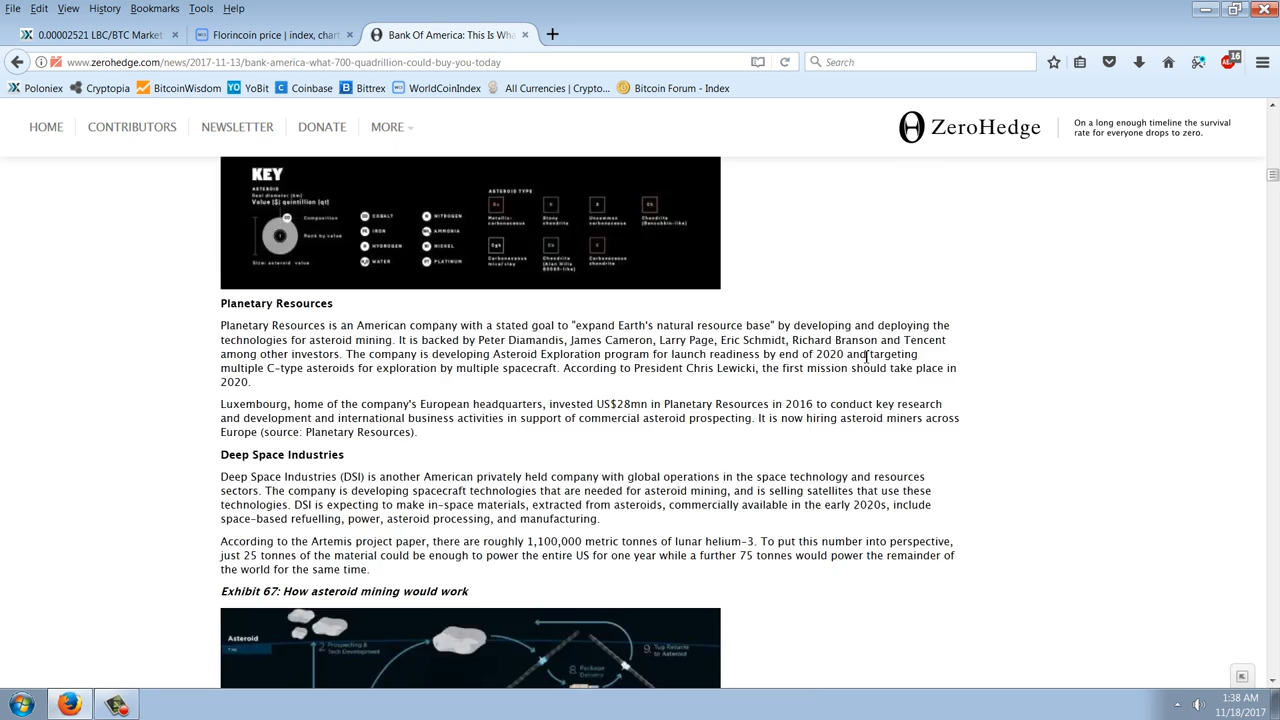 File Edit View History Bookmarks Tools Help
0.00002521 LBC/BTC Market
Florincoin price | index, chart
Bank Of America: This Is Wha
www.zerohedge.com/news/2017-11-13/bank-america-what-700-quadrillion-could-buy-you-today
Search
16
Poloniex Cryptopia BitcoinWisdom YoBit Coinbase Bittrex WorldCoinIndex All Currencies | Crypto... Bitcoin Forum - Index
HOME CONTRIBUTORS NEWSLETTER DONATE MORE
ZeroHedge
On a long enough timeline the survival
rate for everyone drops to zero.
KEY
ASTEROID
Real diameter (km)
Value ($) quintillion (qt)
Composition
Rank by value
Size: asteroid value
COBALT
IRON
HYDROGEN
WATER
NITROGEN
AMMONIA
NICKEL
PLATINUM
ASTEROID TYPE
Metallic-
carbonaceous
Stony
chondrite
Uncommon
carbonaceous
Chondrite
(Bencubbin-like)
Carbonaceous
mica/clay
Chondrite
(Alan Hills
Carbonaceous
chondrite
Planetary Resources
Planetary Resources is an American company with a stated goal to "expand Earth's natural resource base" by developing and deploying the
technologies for asteroid mining. It is backed by Peter Diamandis, James Cameron, Larry Page, Eric Schmidt, Richard Branson and Tencent
among other investors. The company is developing Asteroid Exploration program for launch readiness by end of 2020 and targeting
multiple C-type asteroids for exploration by multiple spacecraft. According to President Chris Lewicki, the first mission should take place in
2020.
Luxembourg, home of the company's European headquarters, invested US$28mn in Planetary Resources in 2016 to conduct key research
and development and international business activities in support of commercial asteroid prospecting. It is now hiring asteroid miners across
Europe (source: Planetary Resources).
Deep Space Industries
Deep Space Industries (DSI) is another American privately held company with global operations in the space technology and resources
sectors. The company is developing spacecraft technologies that are needed for asteroid mining, and is selling satellites that use these
technologies. DSI is expecting to make in-space materials, extracted from asteroids, commercially available in the early 2020s, include
space-based refuelling, power, asteroid processing, and manufacturing.
According to the Artemis project paper, there are roughly 1,100,000 metric tonnes of lunar helium-3. To put this number into perspective,
just 25 tonnes of the material could be enough to power the entire US for one year while a further 75 tonnes would power the remainder of
the world for the same time.
Exhibit 67: How asteroid mining would work
Asteroid
2 Prospecting &
Tech Development
8 Package
Delivery
9 Tug Returns
to Asteroid
1:38 AM
11/18/2017